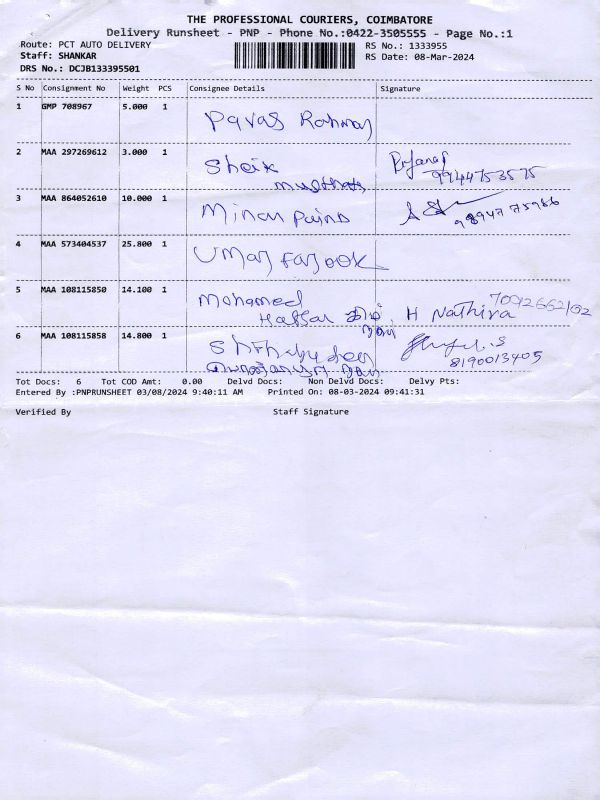 THE PROFESSIONAL COURIERS, COIMBATORE
Delivery Runsheet - PNP - Phone No.:0422-3505555 - Page No.:1
Route: PCT AUTO DELIVERY RS No.: 1333955
Staff: SHANKAR RS Date: 08-Mar-2024
DRS No.: DCJB133395501
S No Consignment No Weight PCS Consignee Details Signature
1 GMP 708967 5.000 1
Rahman
2 MAA 297269612 3.000 1 Sheik
9944753575
3 MAA 864052610 10.000 1 Minar Paints
4 MAA 573404537 25.800 1 Umar Farook
5 MAA 108115850 14.100 1 Mohamed
H Nathira
6 MAA 108115858 14.800 1
8190013405
Tot Docs: 6 Tot COD Amt: 0.00 Delvd Docs: Non Delvd Docs: Delvy Pts:
Entered By :PNPRUNSHEET 03/08/2024 9:40:11 AM Printed On: 08-03-2024 09:41:31
Verified By Staff Signature